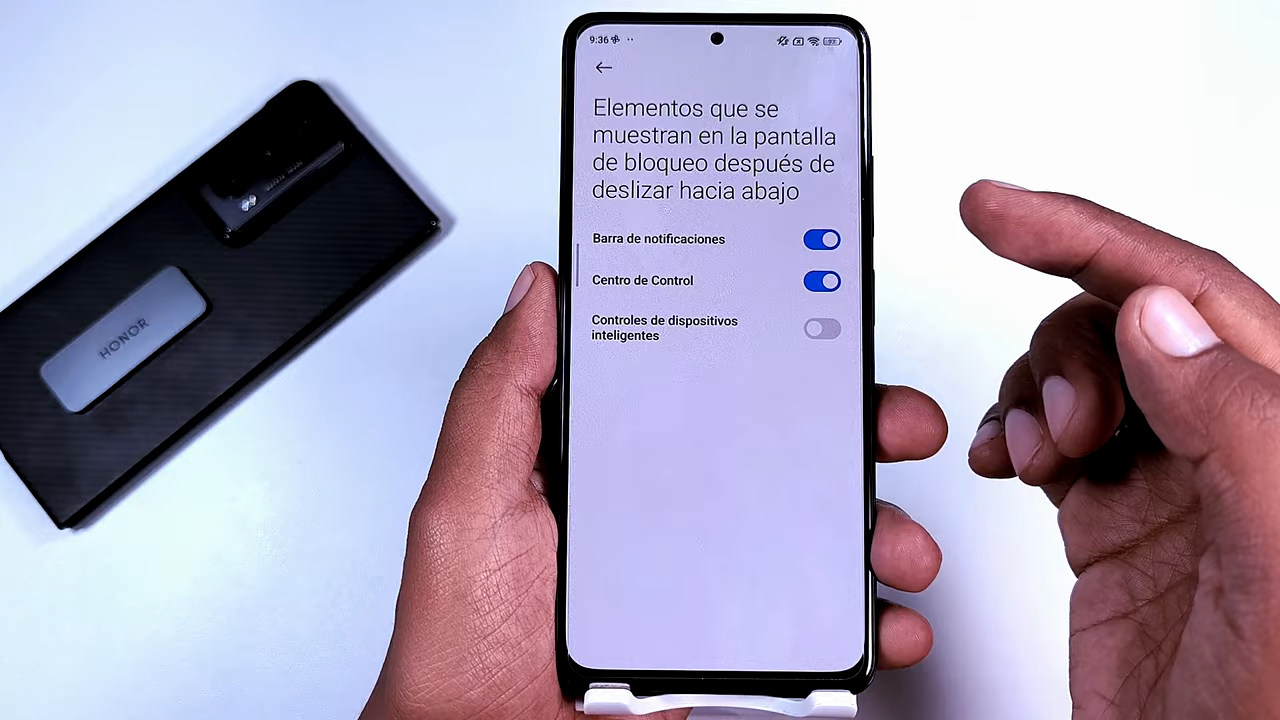 9:36
Elementos que se
muestran en la pantalla
de bloqueo después de
deslizar hacia abajo
Barra de notificaciones
Centro de Control
Controles de dispositivos
inteligentes
HONOR